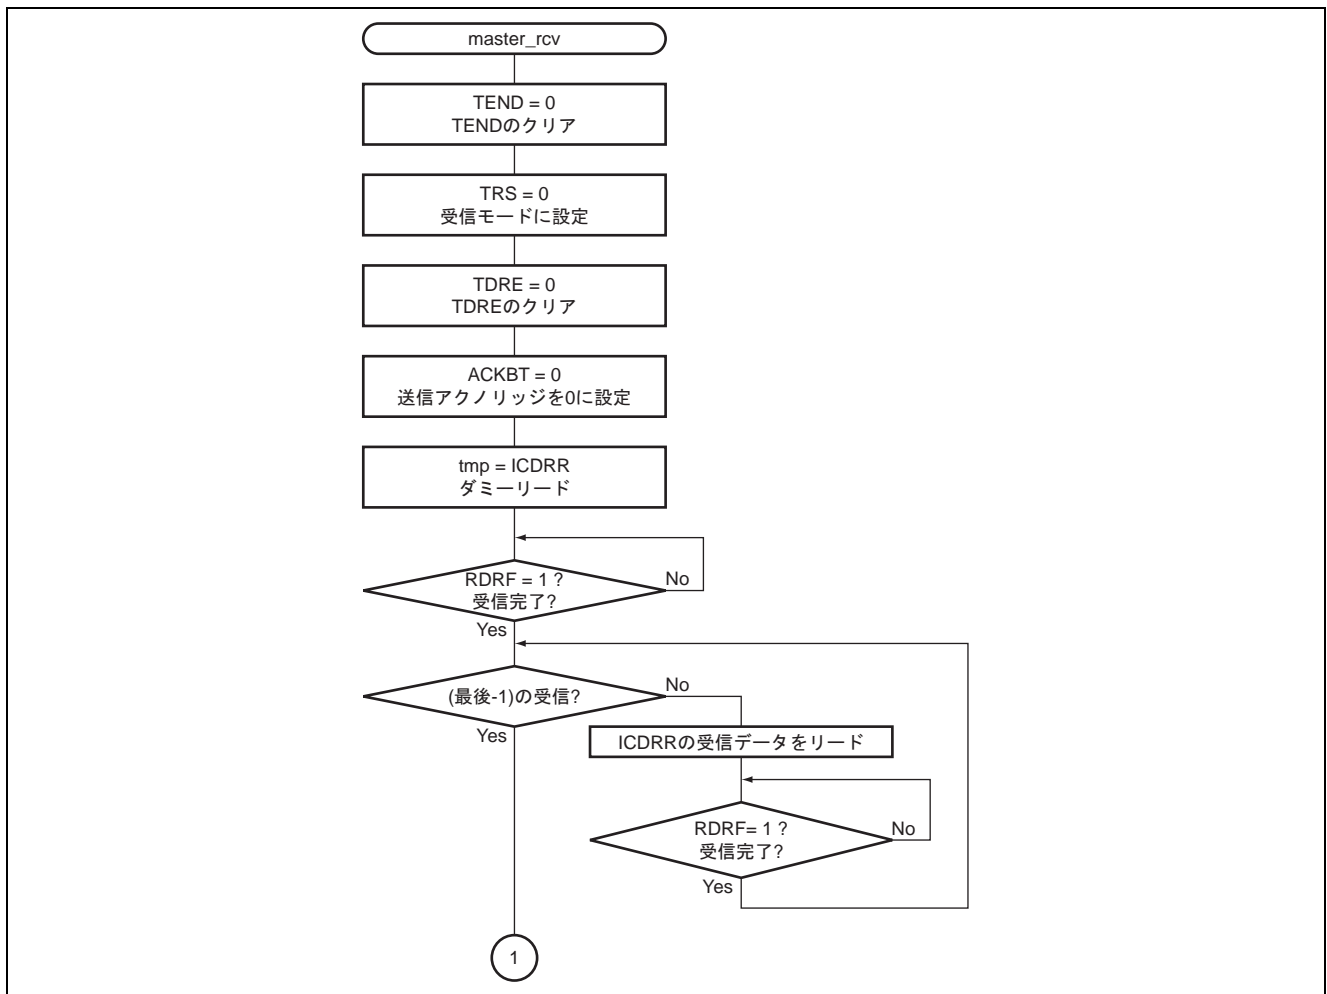 master_rcv
TEND = 0
TENDのクリア
TRS = 0
受信モードに設定
TDRE = 0
TDREのクリア
ACKBT = 0
送信アクノリッジを0に設定
tmp = ICDRR
ダミーリード
RDRF = 1 ?
受信完了?
No
Yes
(最後-1)の受信?
No
Yes
ICDRRの受信データをリード
RDRF= 1 ?
受信完了?
No
Yes
1